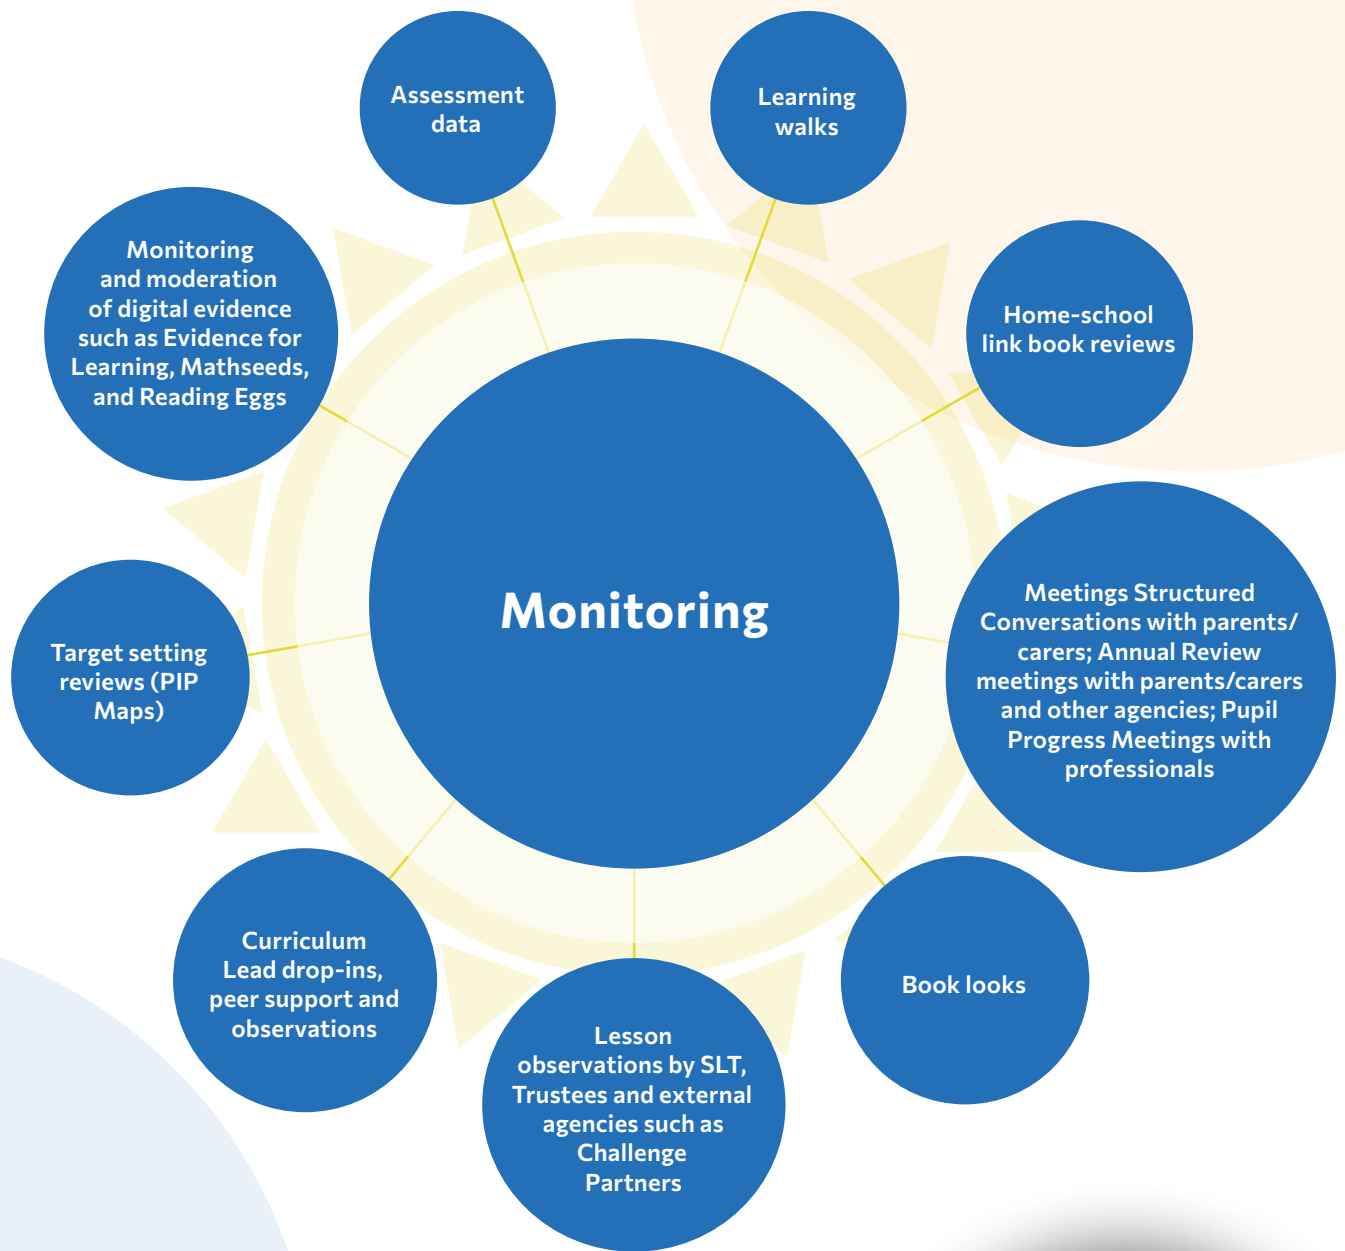 Assessment
data
Learning
walks
Monitoring
and moderation
of digital evidence
such as Evidence for
Learning, Mathseeds,
and Reading Eggs
Home-school
link book reviews
Monitoring
Meetings Structured
Conversations with parents/
carers; Annual Review
meetings with parents/carers
and other agencies; Pupil
Progress Meetings with
professionals
Target setting
reviews (PIP
Maps)
Curriculum
Lead drop-ins,
peer support and
observations
Lesson
observations by SLT,
Trustees and external
agencies such as
Challenge
Partners
Book looks